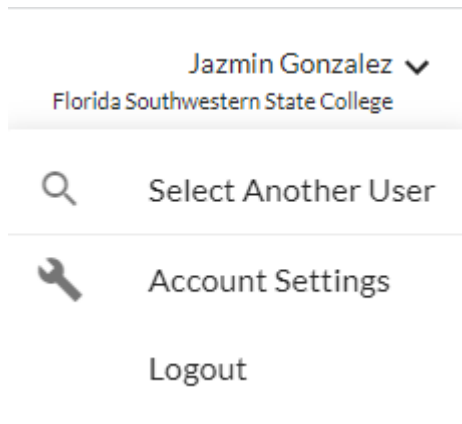 Jazmin Gonzalez
Florida Southwestern State College
Select Another User
Account Settings
Logout